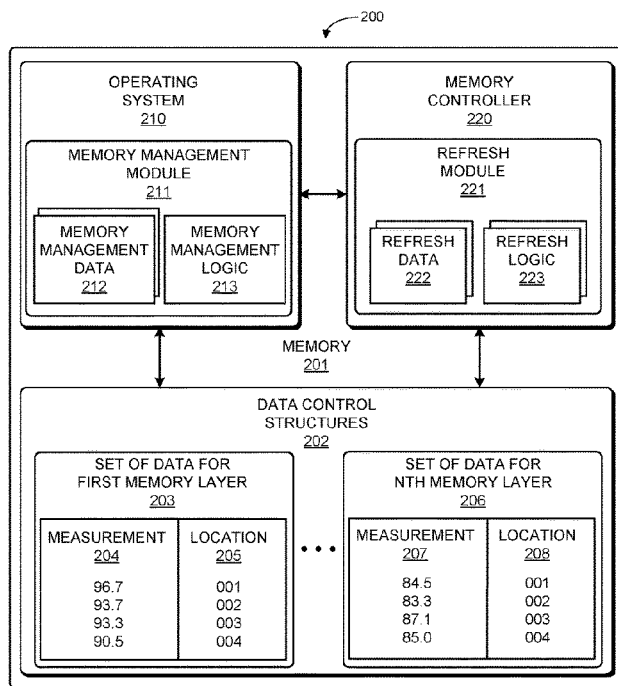 200
OPERATING
SYSTEM
210
MEMORY MANAGEMENT
MODULE
211
MEMORY
MANAGEMENT
DATA
212
MEMORY
MANAGEMENT
LOGIC
213
MEMORY
CONTROLLER
220
REFRESH
MODULE
221
REFRESH
DATA
222
REFRESH
LOGIC
223
MEMORY
201
DATA CONTROL
STRUCTURES
202
SET OF DATA FOR
FIRST MEMORY LAYER
203
MEASUREMENT LOCATION
204 205
96.7 001
93.7 002
93.3 003
90.5 004
SET OF DATA FOR
NTH MEMORY LAYER
206
MEASUREMENT LOCATION
207 208
84.5 001
83.3 002
87.1 003
85.0 004